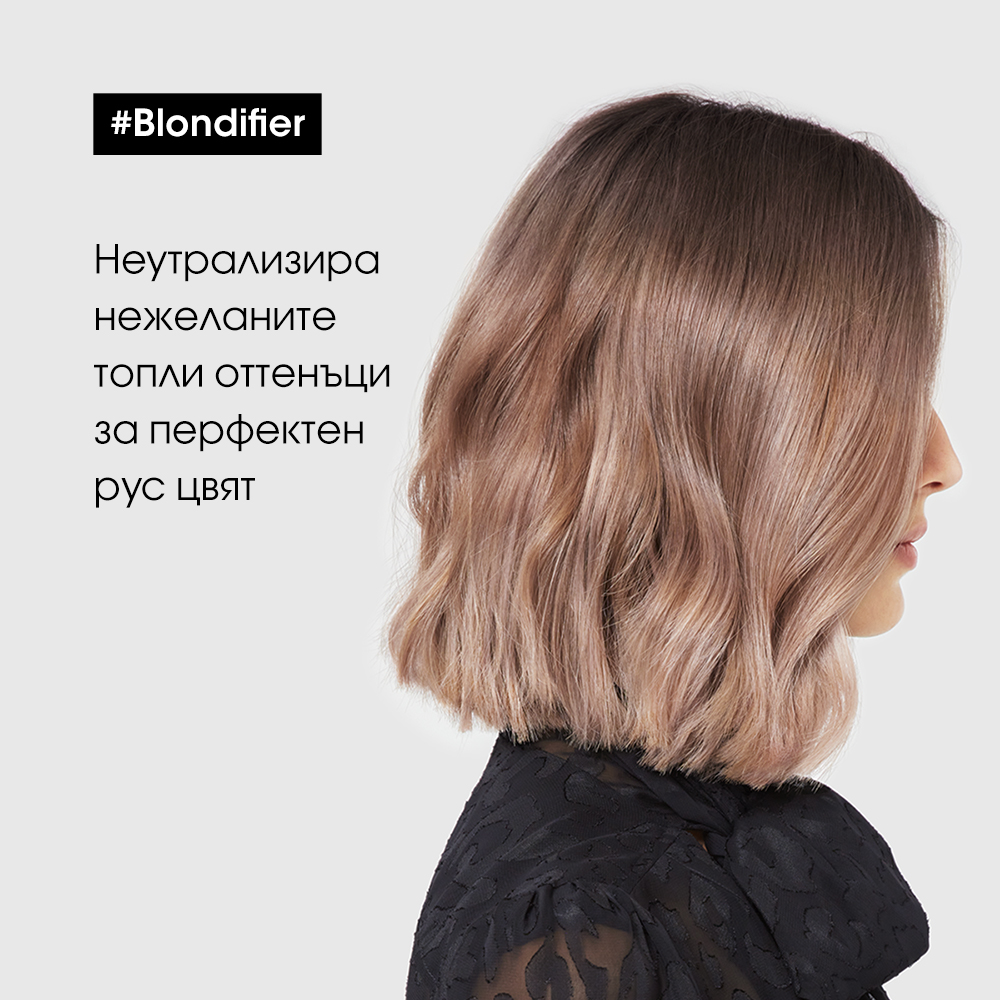 #Blondifier
Неутрализира
нежеланите
топли оттенъци
за перфектен
рус цвят